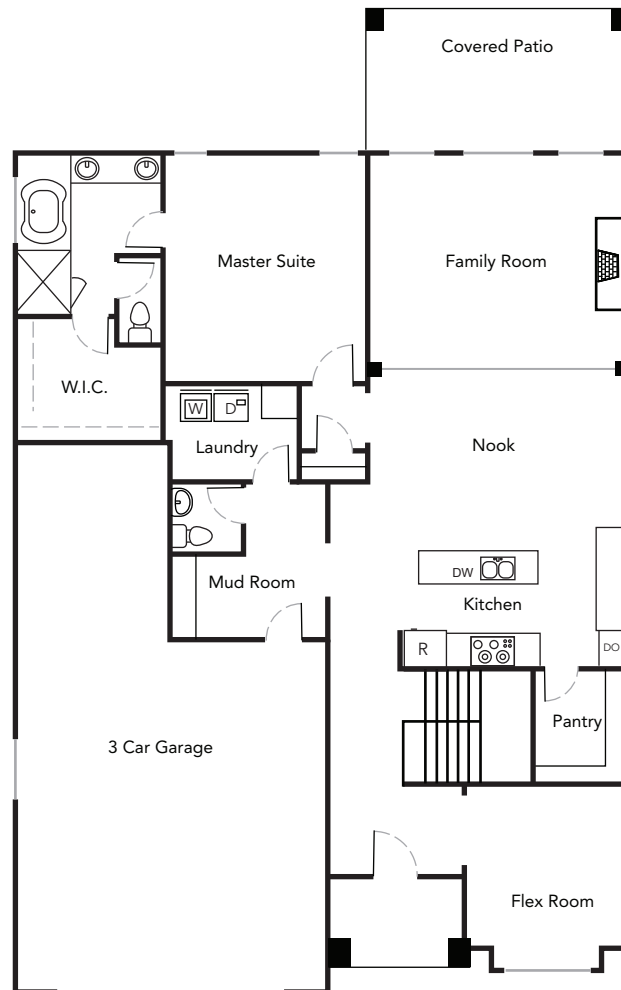 Covered Patio
Master Suite
Family Room
W.I.C.
W
D
Laundry
Nook
DW
Mud Room
Kitchen
R
DO
Pantry
3 Car Garage
Flex Room